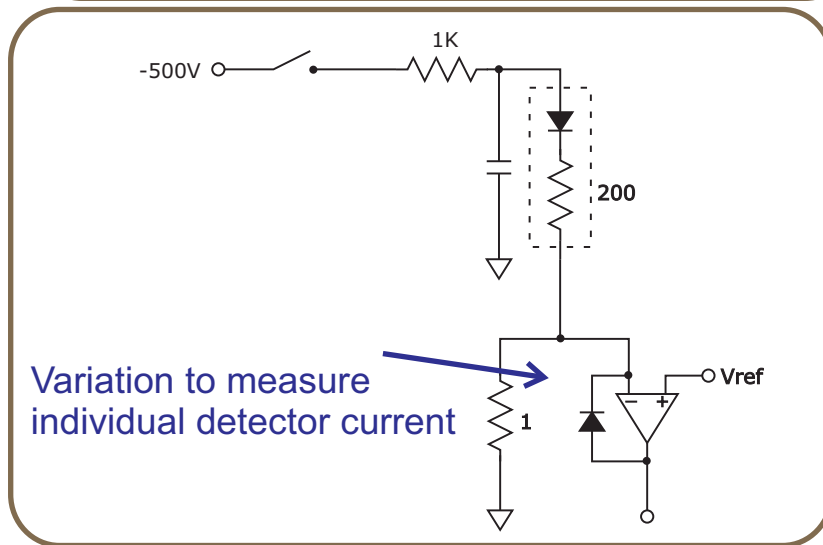 1K
-500V
200
Variation to measure
individual detector current
Vref
- +
1